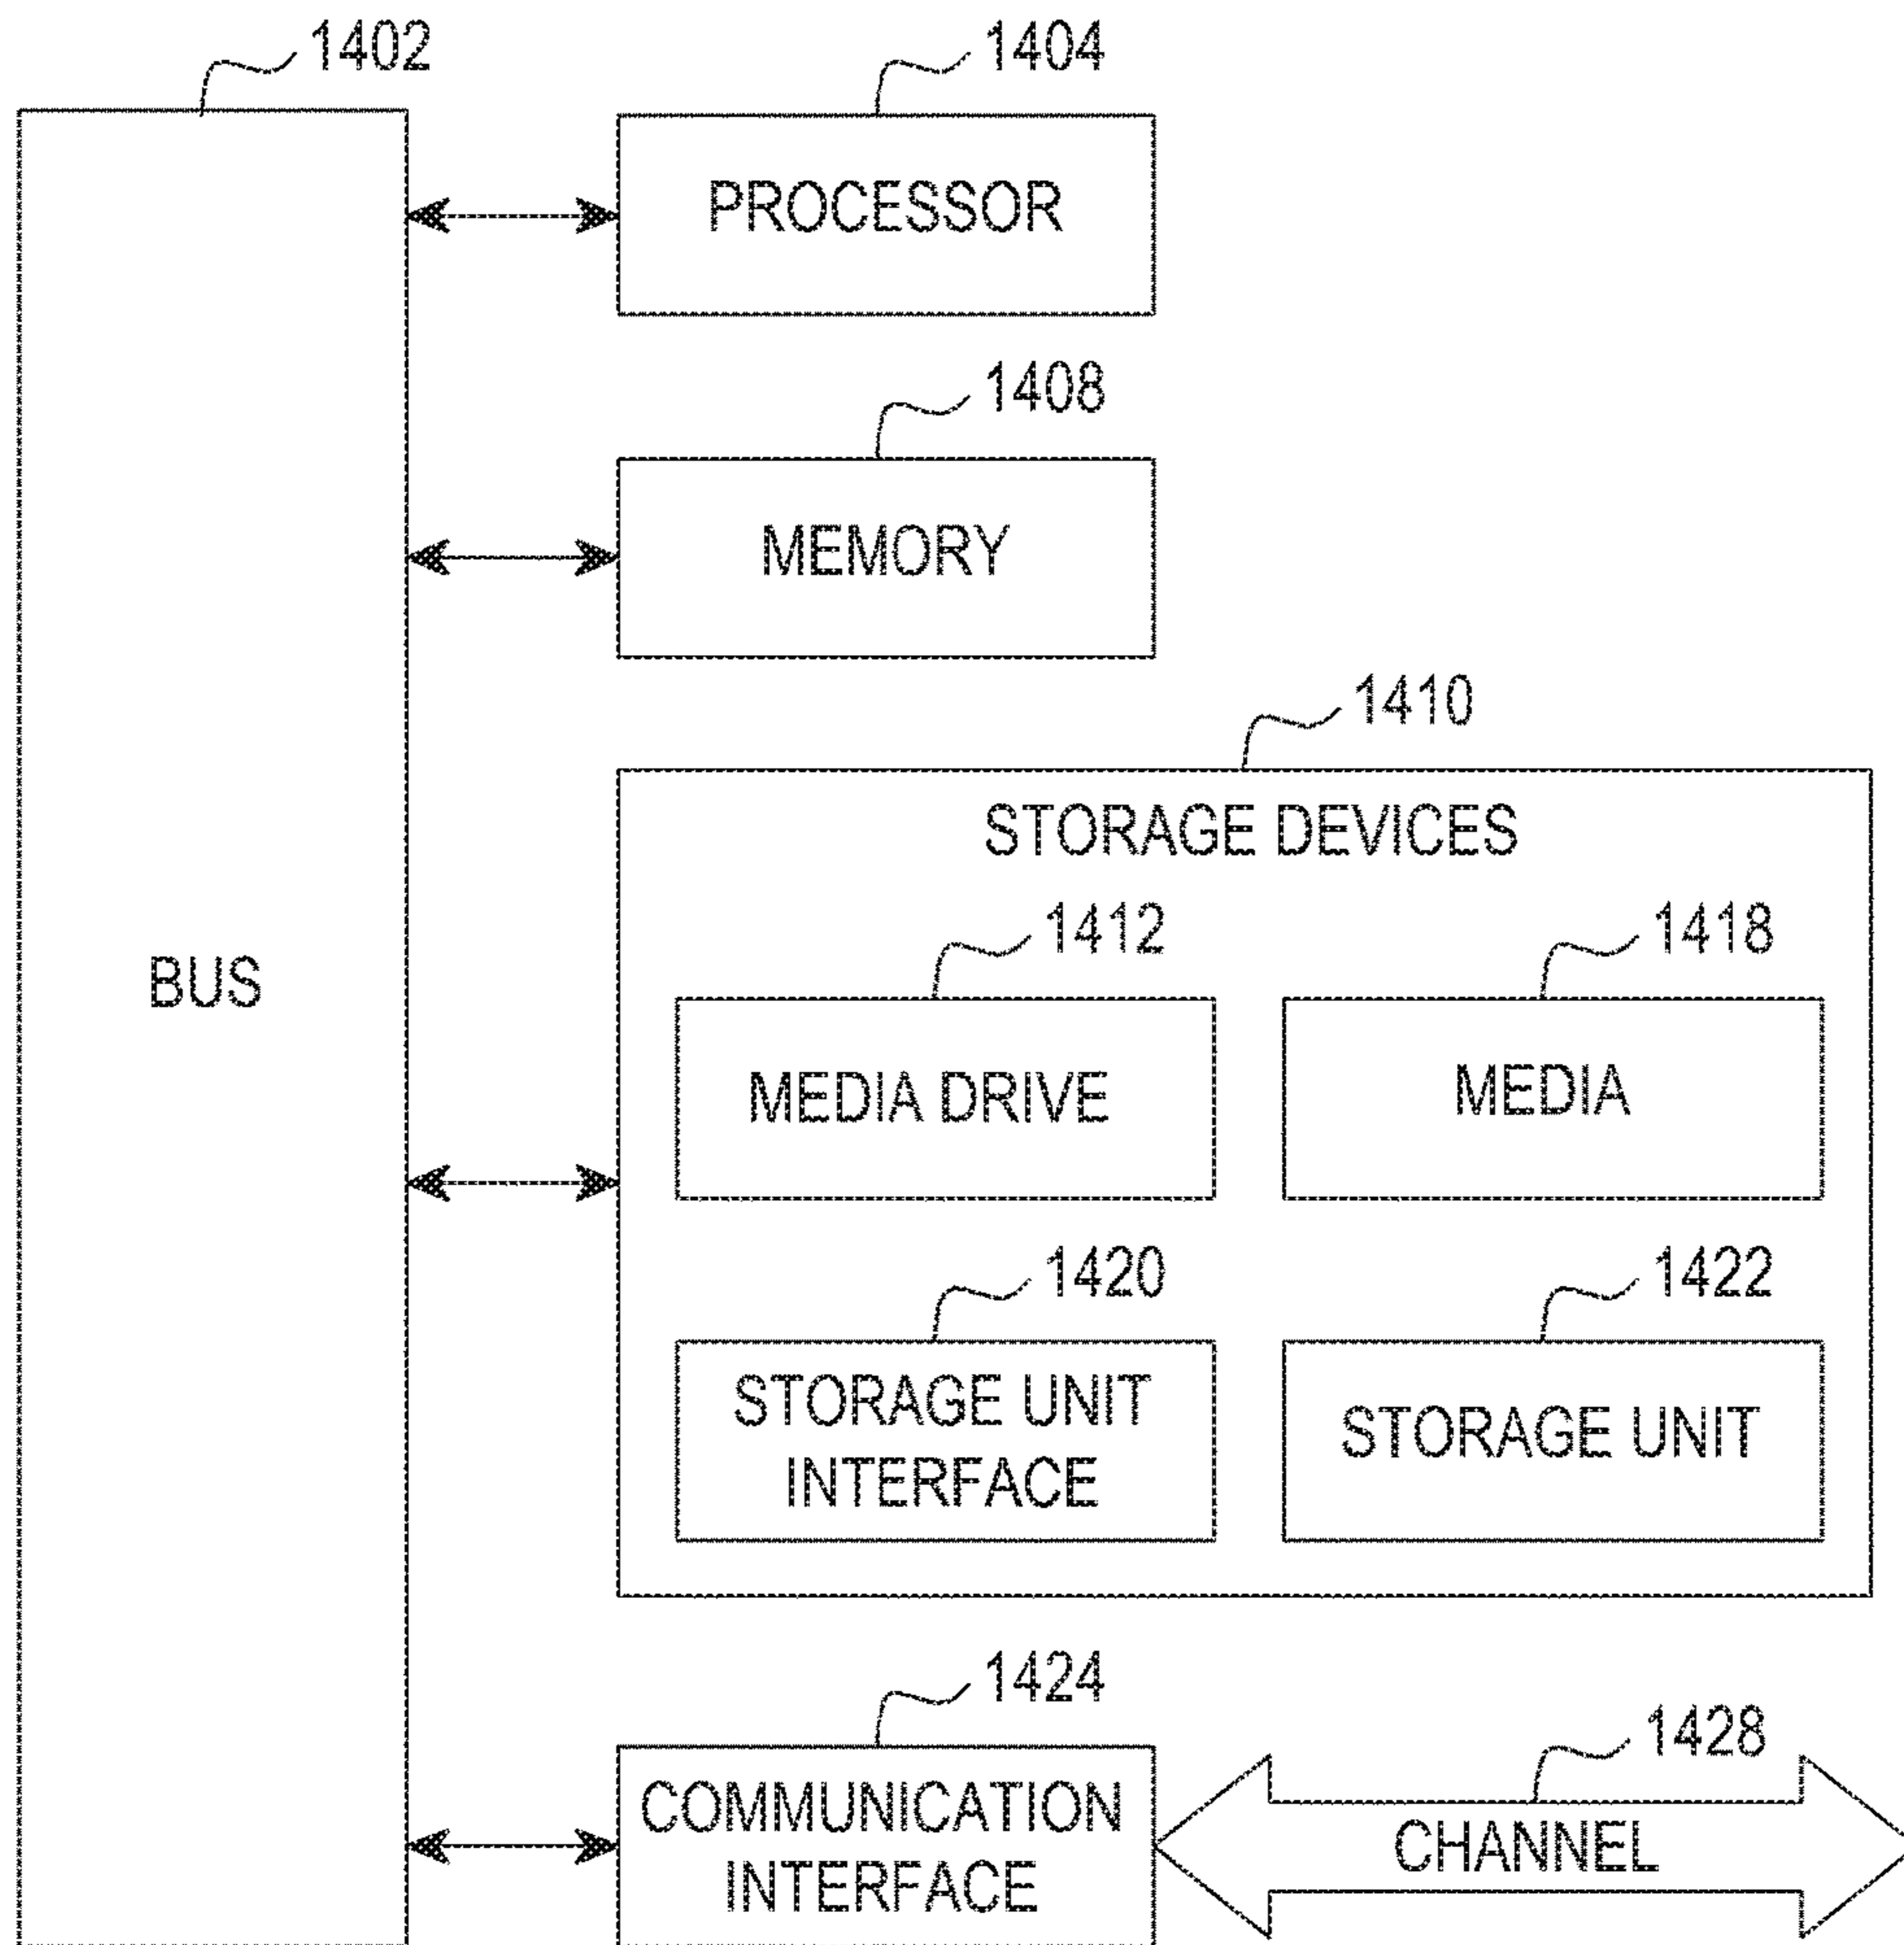 1402
1404
PROCESSOR
1408
MEMORY
1410
STORAGE DEVICES
1412
1418
BUS
MEDIA DRIVE
MEDIA
1420
1422
STORAGE UNIT
INTERFACE
STORAGE UNIT
1424
1428
COMMUNICATION
INTERFACE
CHANNEL